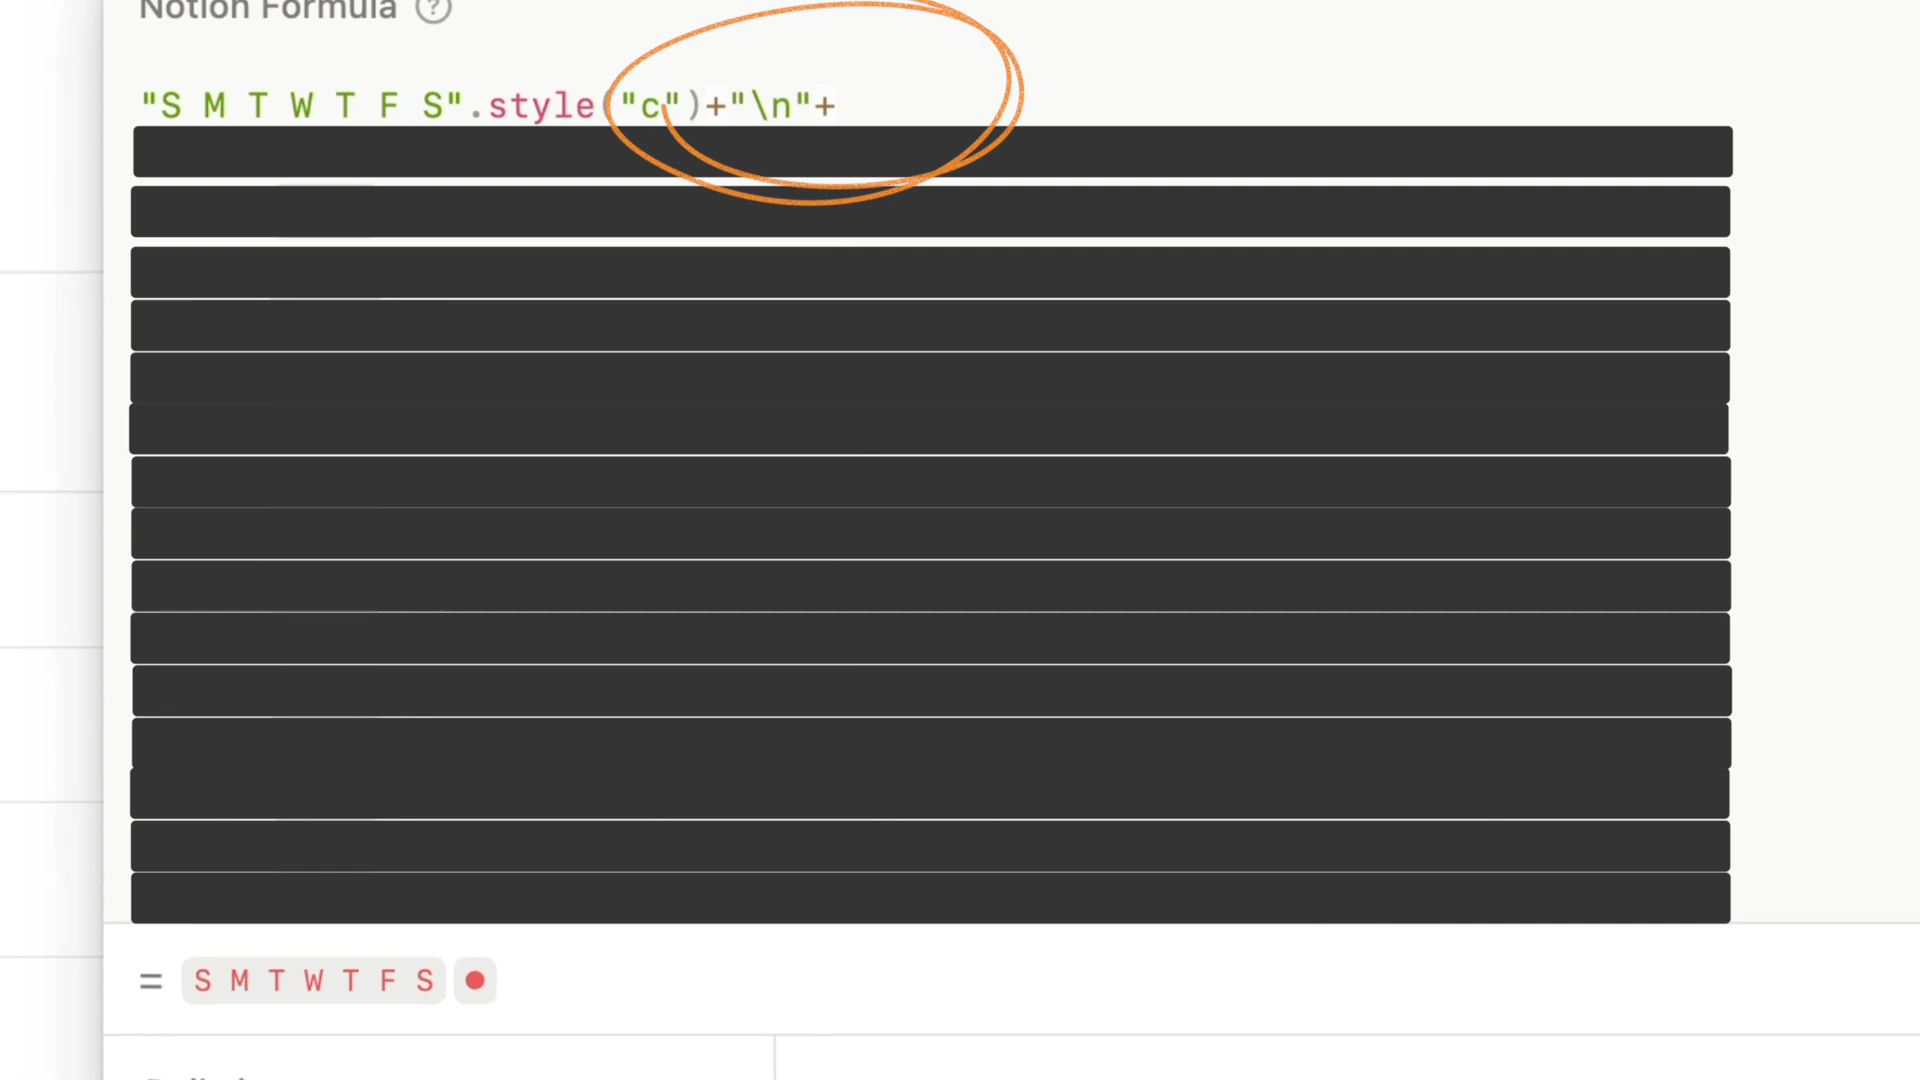 Notion Formula ?
"S M T W T F S".style("c")+"\n"+
= S M T W T F S ●